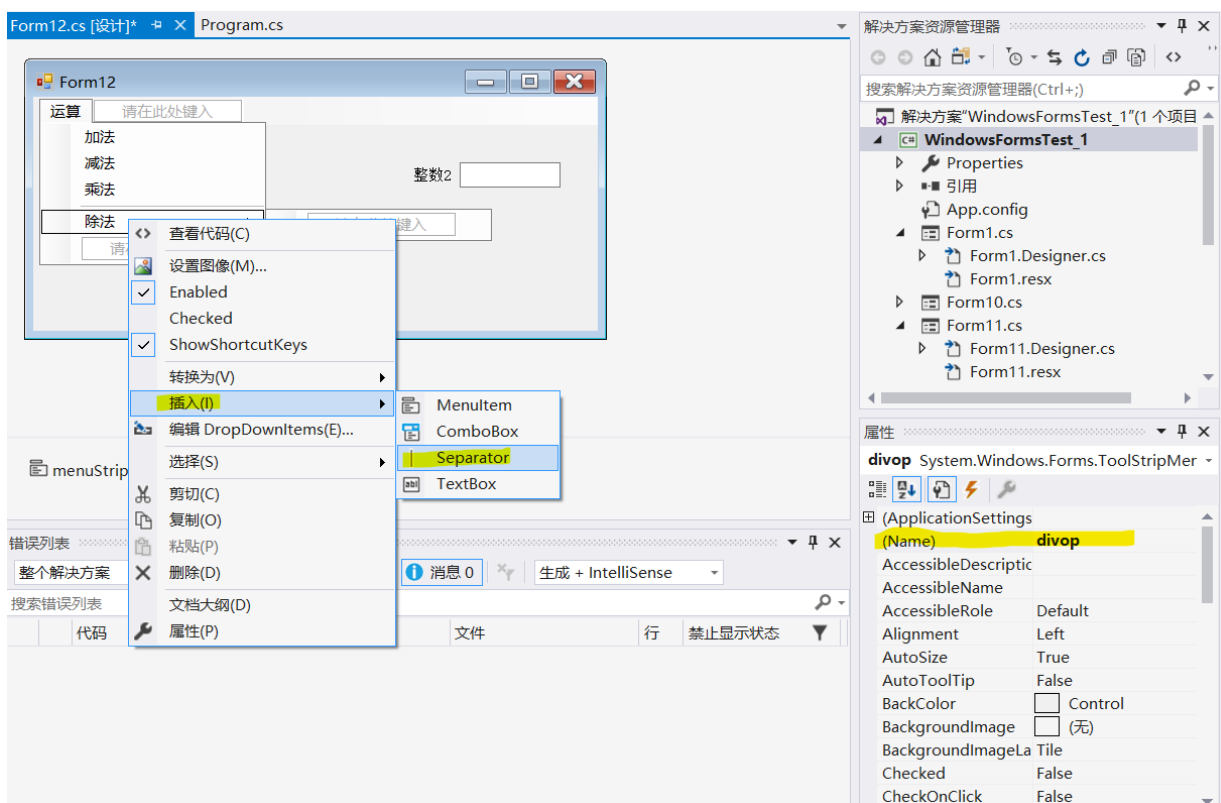 Form12.cs [设计]*
Program.cs
Form12
运算
请在此处键入
加法
减法
乘法
除法
整数2
键入
查看代码(C)
设置图像(M)...
Enabled
Checked
ShowShortcutKeys
转换为(V)
插入(I)
编辑 DropDownItems(E)...
选择(S)
剪切(C)
复制(O)
粘贴(P)
删除(D)
文档大纲(D)
属性(P)
MenuItem
ComboBox
Separator
TextBox
menuStrip
错误列表
整个解决方案
消息 0
生成 + IntelliSense
搜索错误列表
代码
文件
行
禁止显示状态
解决方案资源管理器
搜索解决方案资源管理器(Ctrl+;)
解决方案"WindowsFormsTest_1"(1 个项目
C# WindowsFormsTest_1
Properties
引用
App.config
Form1.cs
Form1.Designer.cs
Form1.resx
Form10.cs
Form11.cs
Form11.Designer.cs
Form11.resx
属性
divop System.Windows.Forms.ToolStripMer
(ApplicationSettings
(Name) divop
AccessibleDescriptic
AccessibleName
AccessibleRole Default
Alignment Left
AutoSize True
AutoToolTip False
BackColor Control
BackgroundImage (无)
BackgroundImageLa Tile
Checked False
CheckOnClick False